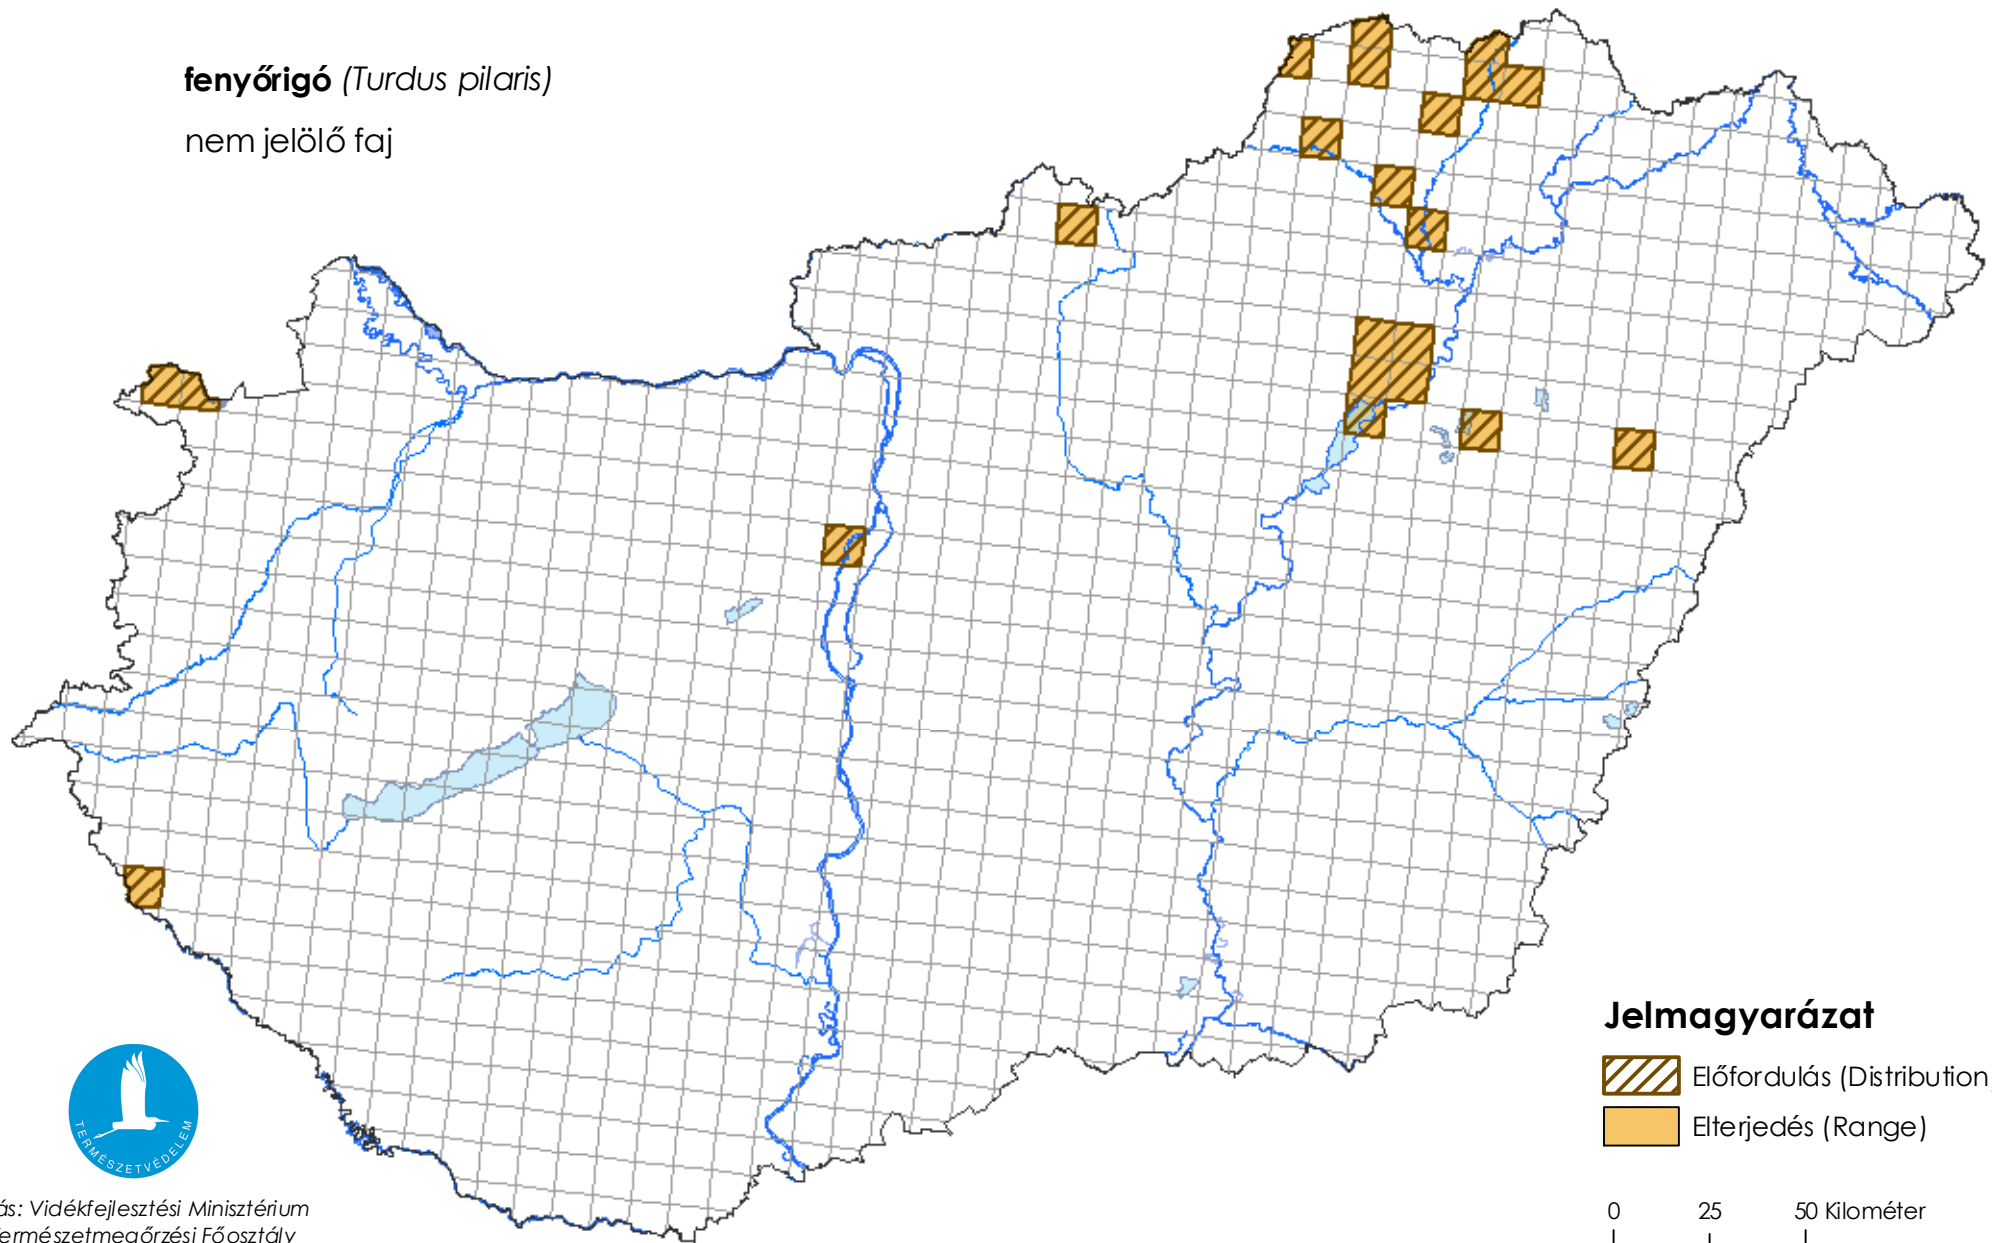 fenyőrigó (Turdus pilaris)
nem jelölő faj
Jelmagyarázat
Előfordulás (Distribution
Elterjedés (Range)
0 25 50 Kilométer
TERMÉSZETVÉDELEM
ás: Vidékfejlesztési Minisztérium
Természetmegőrzési Főosztály